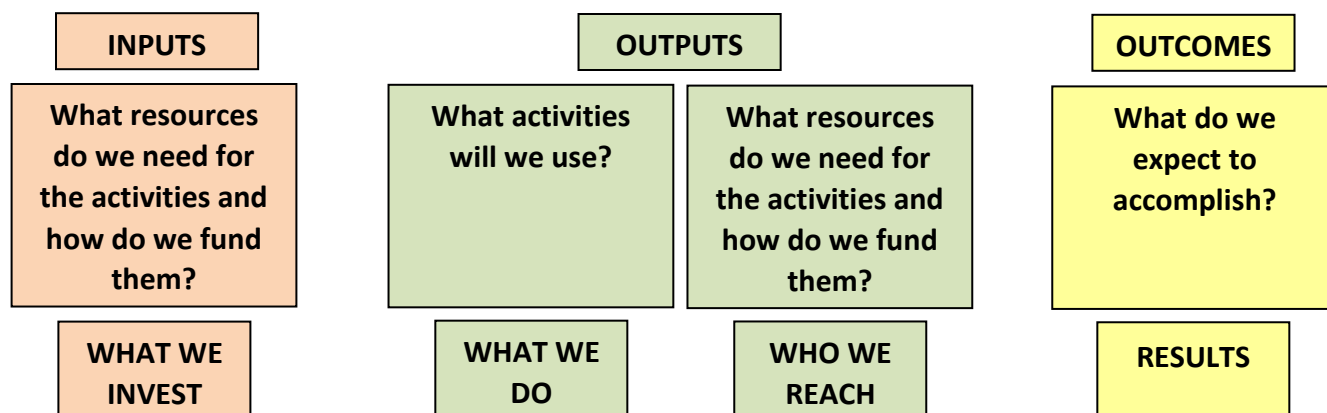 INPUTS
OUTPUTS
OUTCOMES
What resources
do we need for
the activities and
how do we fund
them?
What activities
will we use?
What resources
do we need for
the activities and
how do we fund
them?
What do we
expect to
accomplish?
WHAT WE
INVEST
WHAT WE
DO
WHO WE
REACH
RESULTS